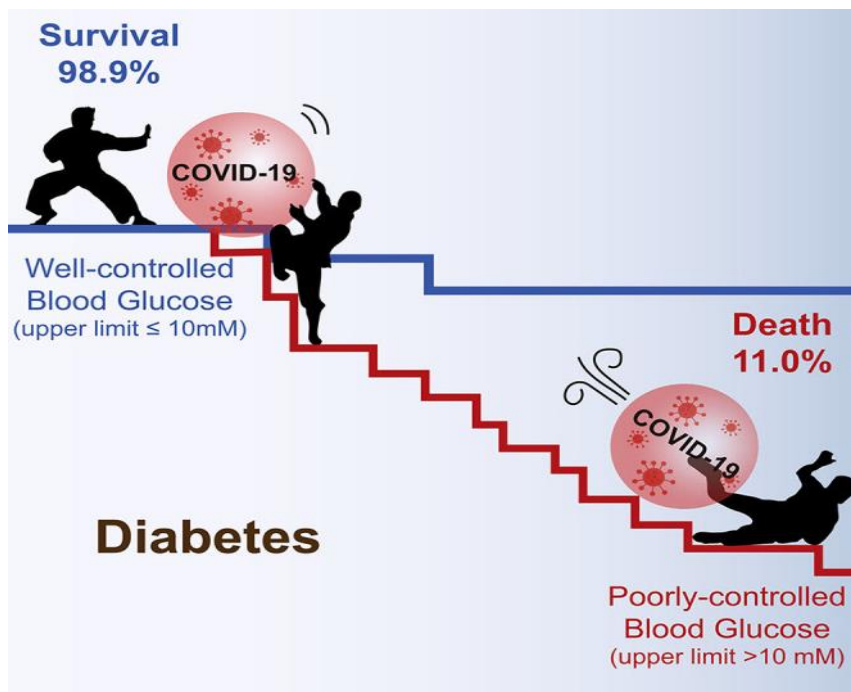 Survival
98.9%
COVID-19
Well-controlled
Blood Glucose
(upper limit ≤ 10mM)
Death
11.0%
COVID-19
Diabetes
Poorly-controlled
Blood Glucose
(upper limit >10 mM)